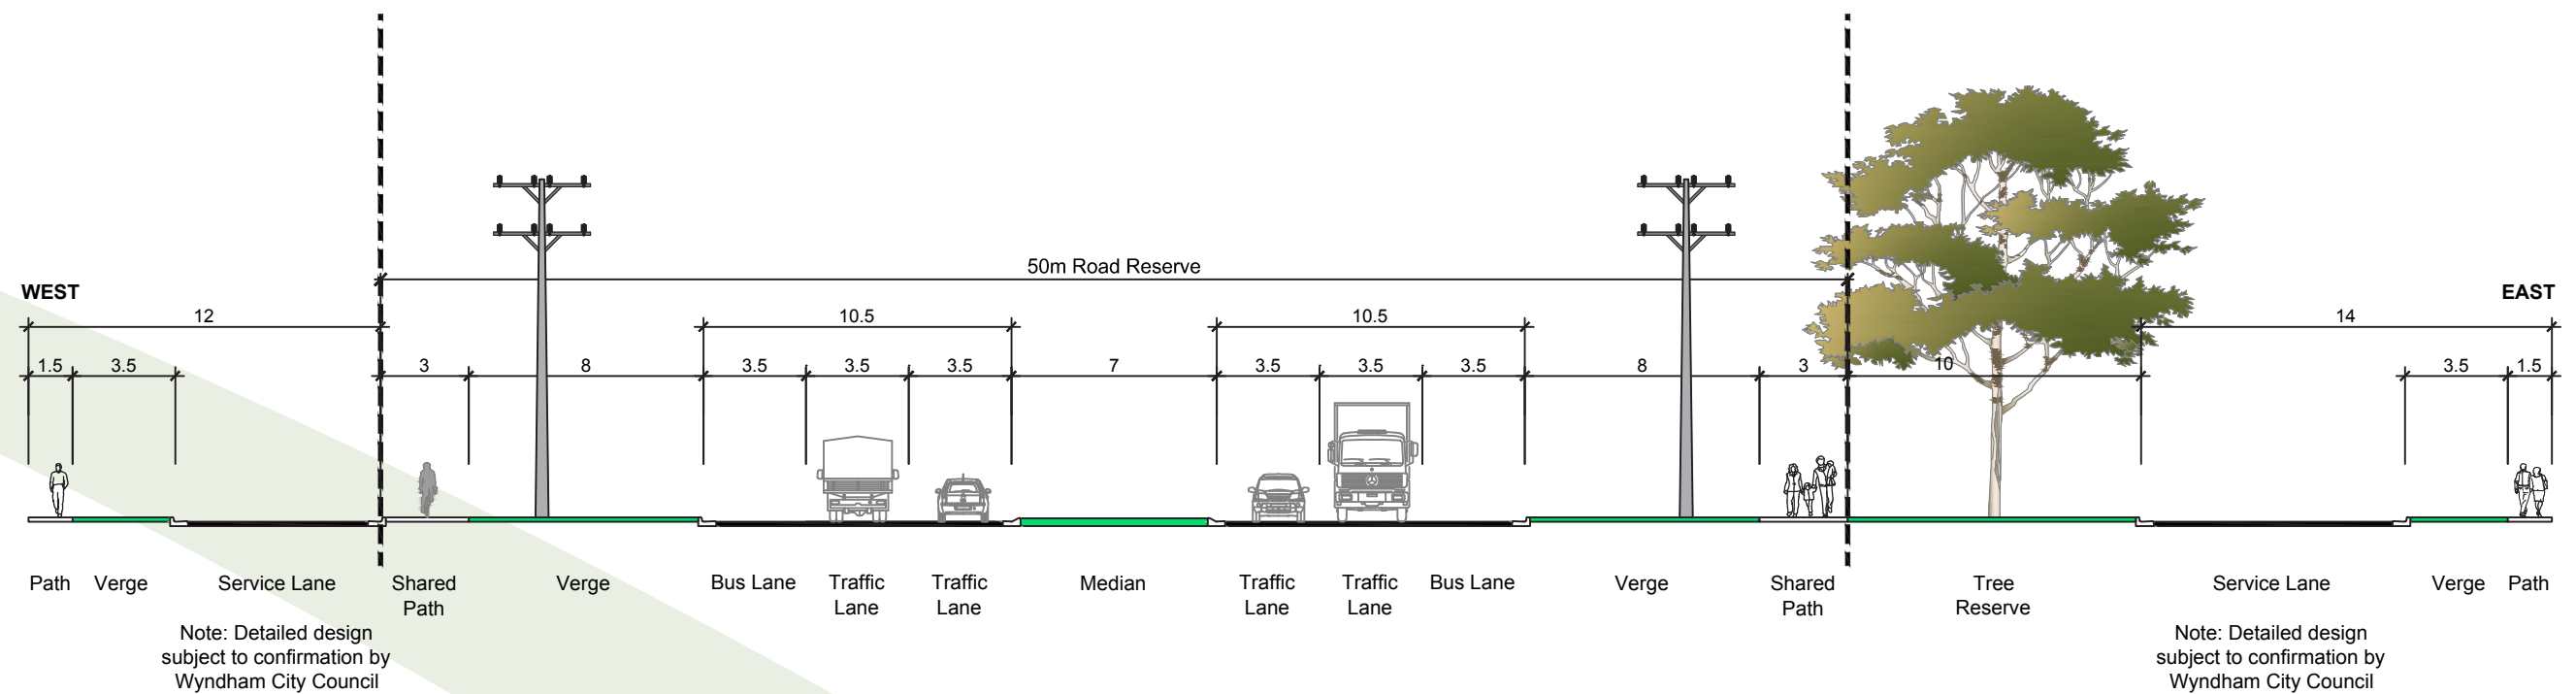 50m Road Reserve
WEST
EAST
12
10.5
10.5
14
1.5
3.5
3
8
3.5
3.5
3.5
7
3.5
3.5
3.5
8
3
10
3.5
1.5
Path
Verge
Service Lane
Shared
Path
Verge
Bus Lane
Traffic
Lane
Traffic
Lane
Median
Traffic
Lane
Traffic
Lane
Bus Lane
Verge
Shared
Path
Tree
Reserve
Service Lane
Verge
Path
Note: Detailed design
subject to confirmation by
Wyndham City Council
Note: Detailed design
subject to confirmation by
Wyndham City Council